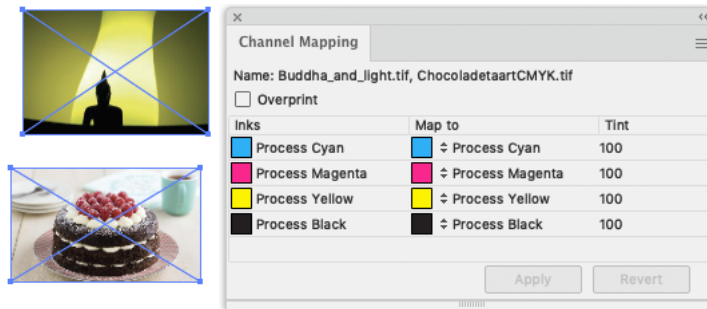 Channel Mapping
Name: Buddha_and_light.tif, ChocoladetaartCMYK.tif
Overprint
Inks Map to Tint
Process Cyan Process Cyan 100
Process Magenta Process Magenta 100
Process Yellow Process Yellow 100
Process Black Process Black 100
Apply Revert